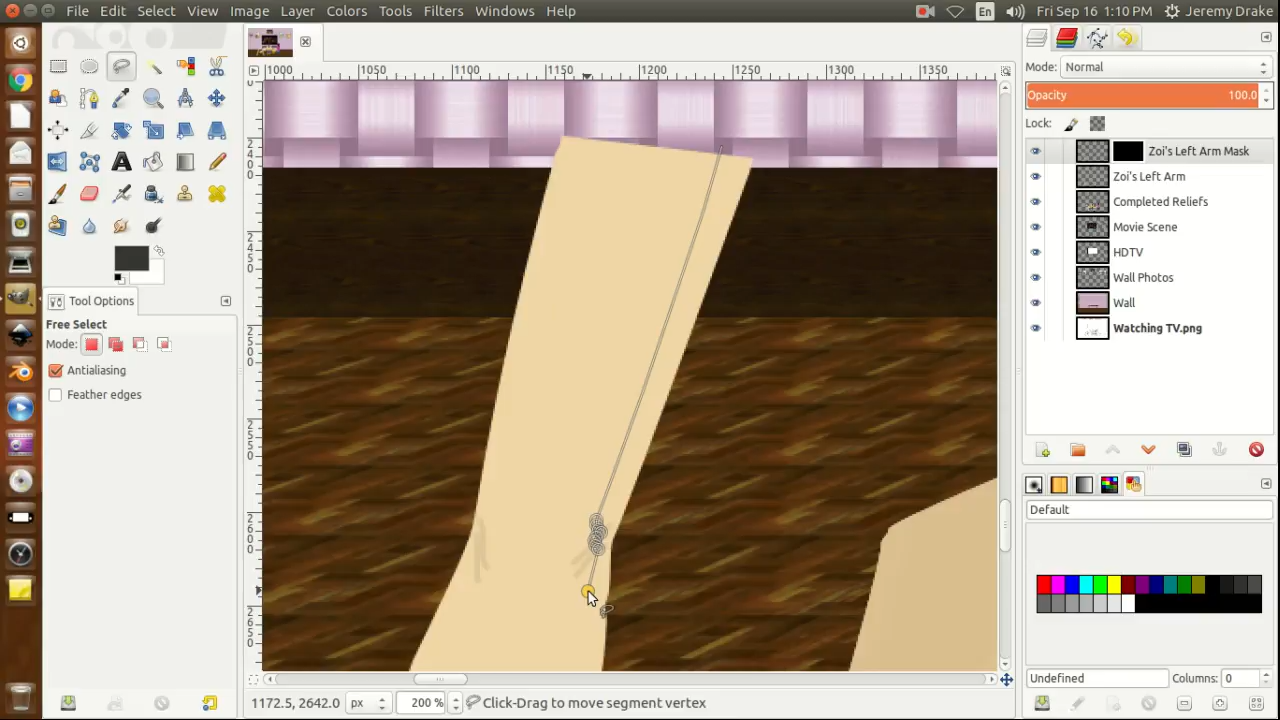 File Edit Select View Image Layer Colors Tools Filters Windows Help En Fri Sep 16 1:10 PM Jeremy Drake
Mode: Normal
Opacity 100.0
Lock:
Zoi's Left Arm Mask
Zoi's Left Arm
Completed Reliefs
Movie Scene
HDTV
Wall Photos
Wall
Watching TV.png
1000 1050 1100 1150 1200 1250 1300 1350
Tool Options
Free Select
Mode:
Antialiasing
Feather edges
Default
Undefined Columns: 0
1172.5, 2642.0 px 200 % Click-Drag to move segment vertex